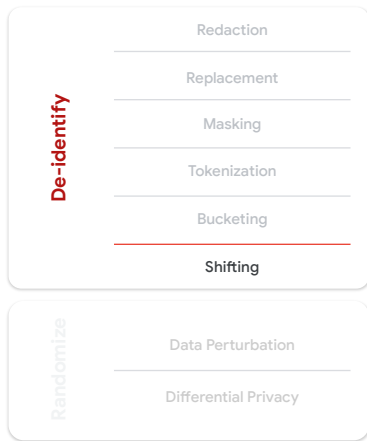 De-identify
Redaction
Replacement
Masking
Tokenization
Bucketing
Shifting
Randomize
Data Perturbation
Differential Privacy